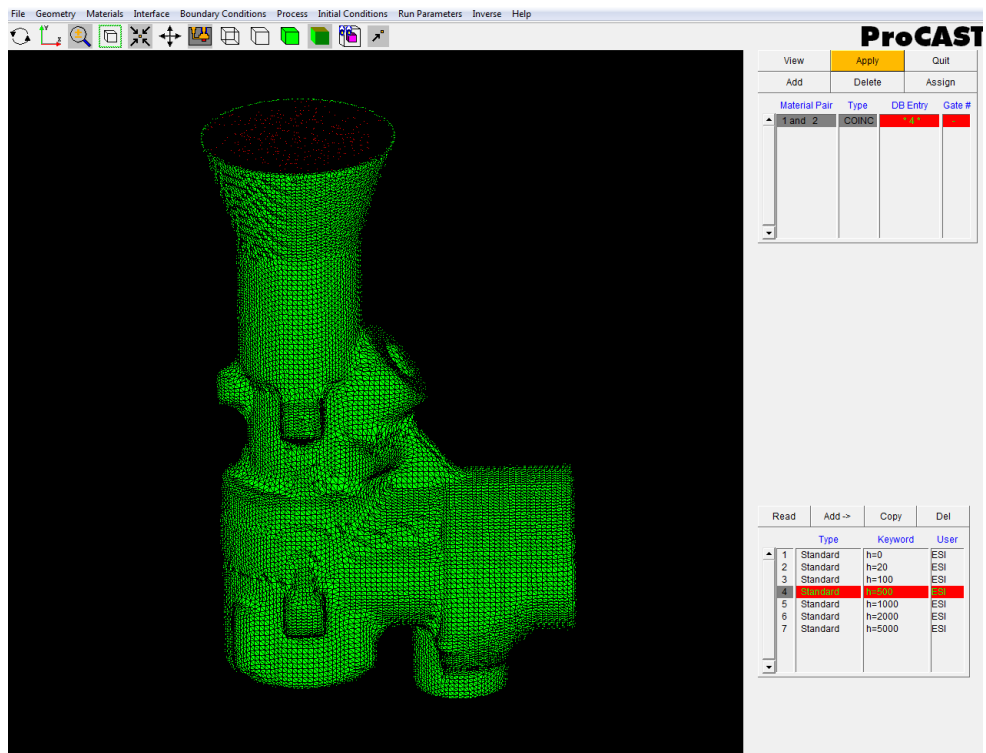 File Geometry Materials Interface Boundary Conditions Process Initial Conditions Run Parameters Inverse Help
ProCAST
View Apply Quit
Add Delete Assign
Material Pair Type DB Entry Gate #
1 and 2 COINC * 4 * -
Read Add -> Copy Del
Type Keyword User
1 Standard h=0 ESI
2 Standard h=20 ESI
3 Standard h=100 ESI
4 Standard h=500 ESI
5 Standard h=1000 ESI
6 Standard h=2000 ESI
7 Standard h=5000 ESI